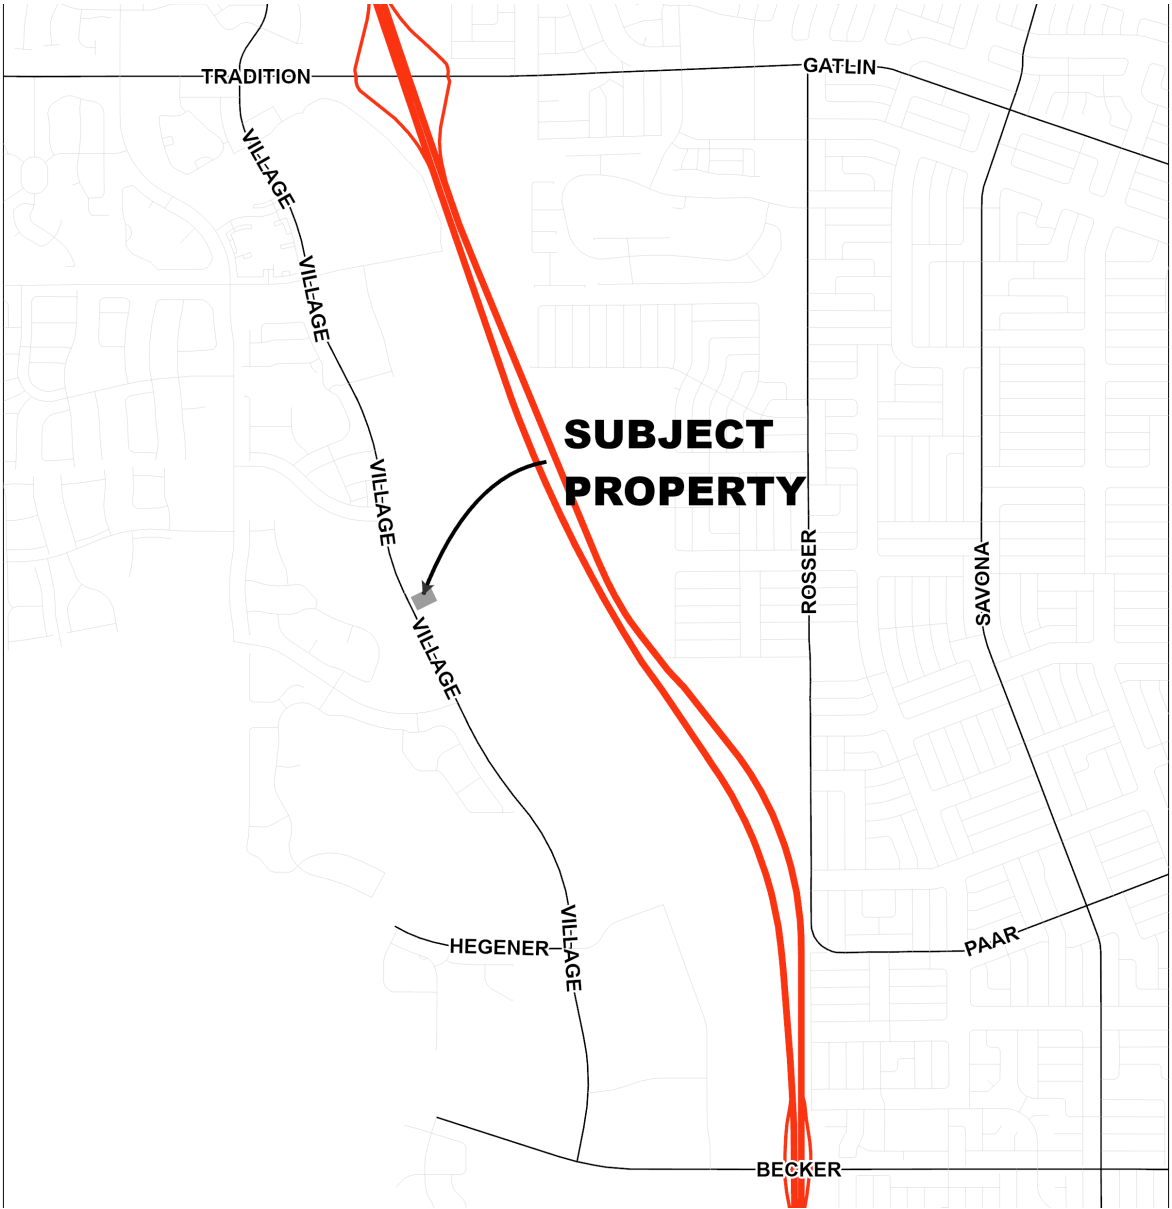 GATLIN
TRADITION
VILLAGE
VILLAGE
SUBJECT
PROPERTY
VILLAGE
ROSSER
SAVONA
VILLAGE
VILLAGE
HEGENER
PAAR
BECKER